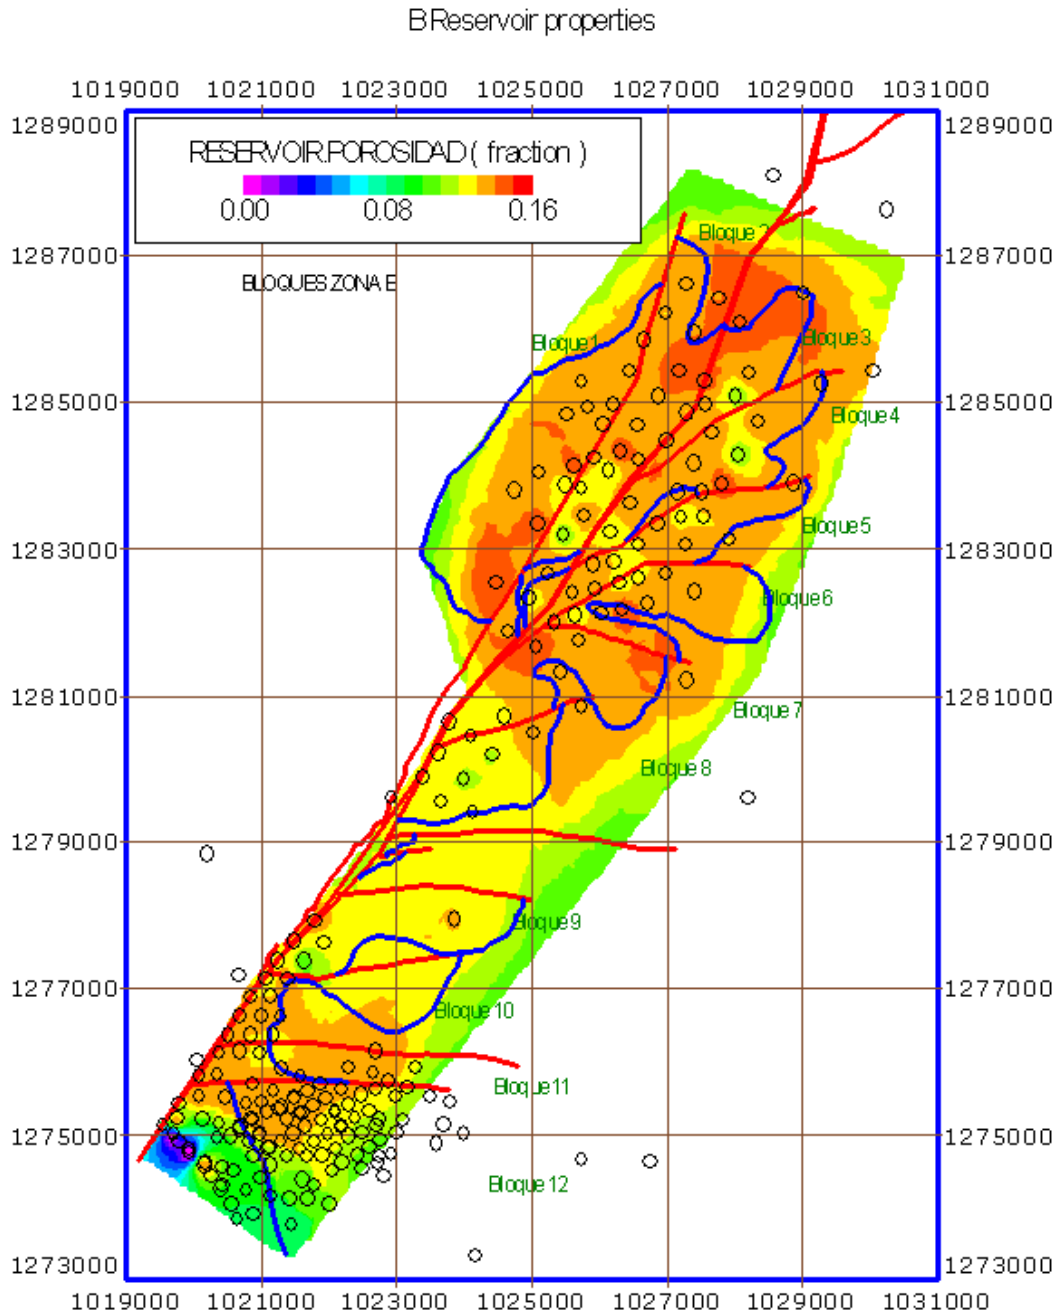 B Reservoir properties
1019000 1021000 1023000 1025000 1027000 1029000 1031000
1289000 1289000
RESERVOIR.POROSIDAD ( fraction )
0.00 0.08 0.16
Bloque 2
1287000 1287000
BLOQUES ZONA E
Bloque 1 Bloque 3
1285000 1285000
Bloque 4
Bloque 5
1283000 1283000
Bloque 6
1281000 1281000
Bloque 7
Bloque 8
1279000 1279000
Bloque 9
1277000 1277000
Bloque 10
Bloque 11
1275000 1275000
Bloque 12
1273000 1273000
1019000 1021000 1023000 1025000 1027000 1029000 1031000